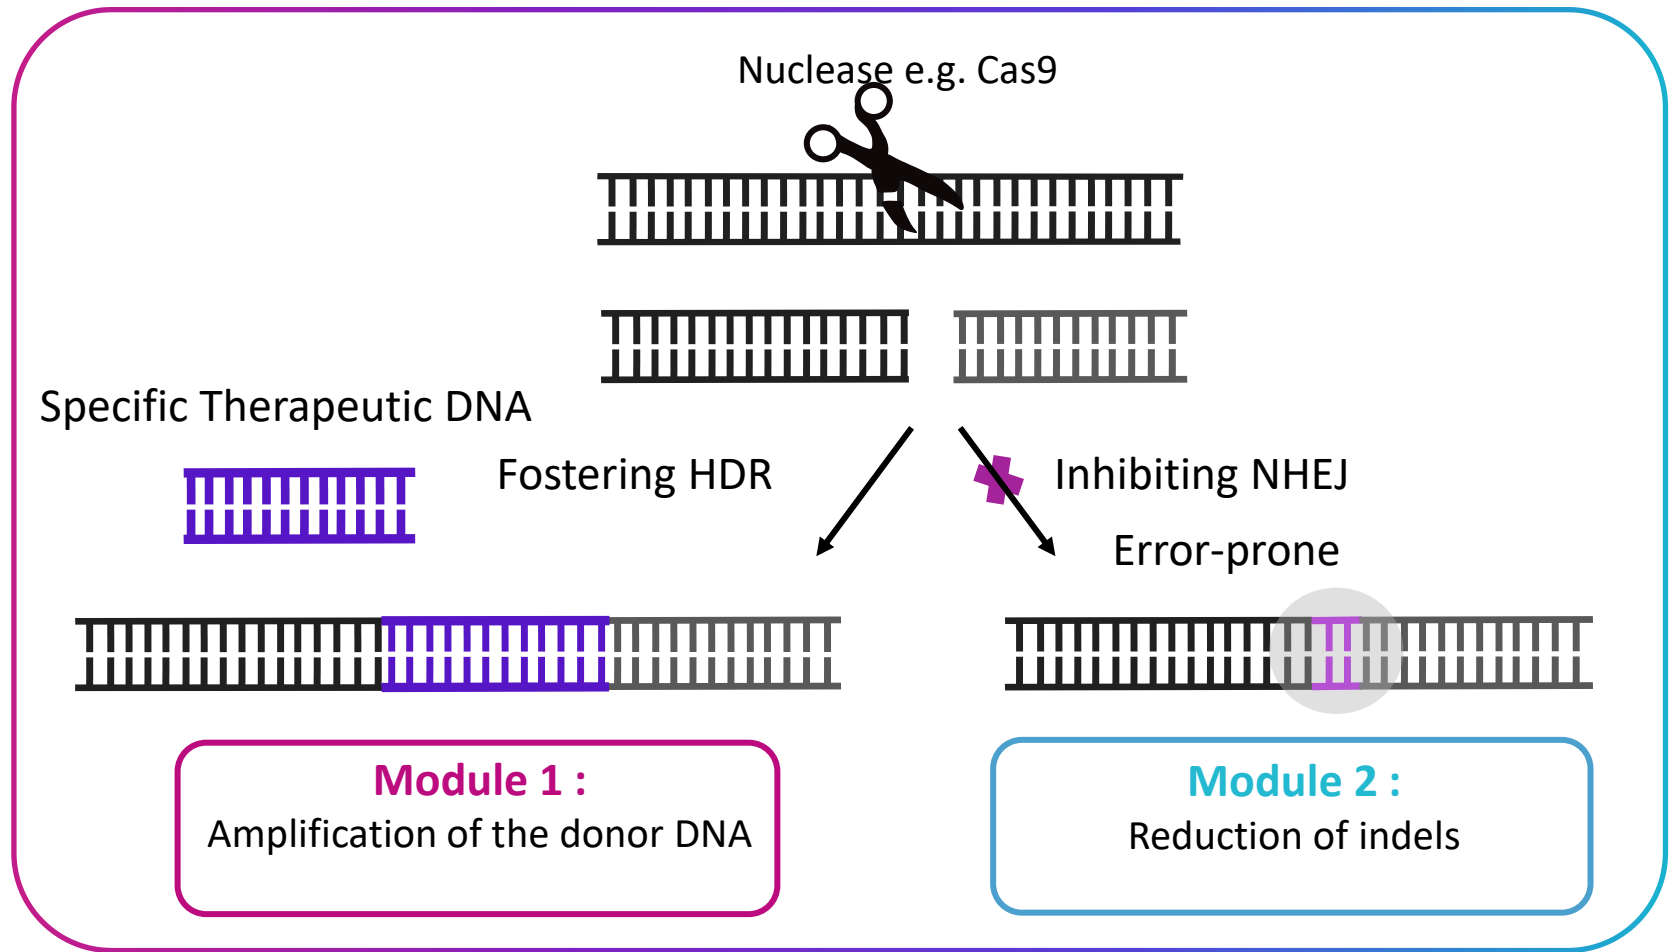 Nuclease e.g. Cas9
Specific Therapeutic DNA
Fostering HDR
Inhibiting NHEJ
Error-prone
Module 1 :
Amplification of the donor DNA
Module 2 :
Reduction of indels